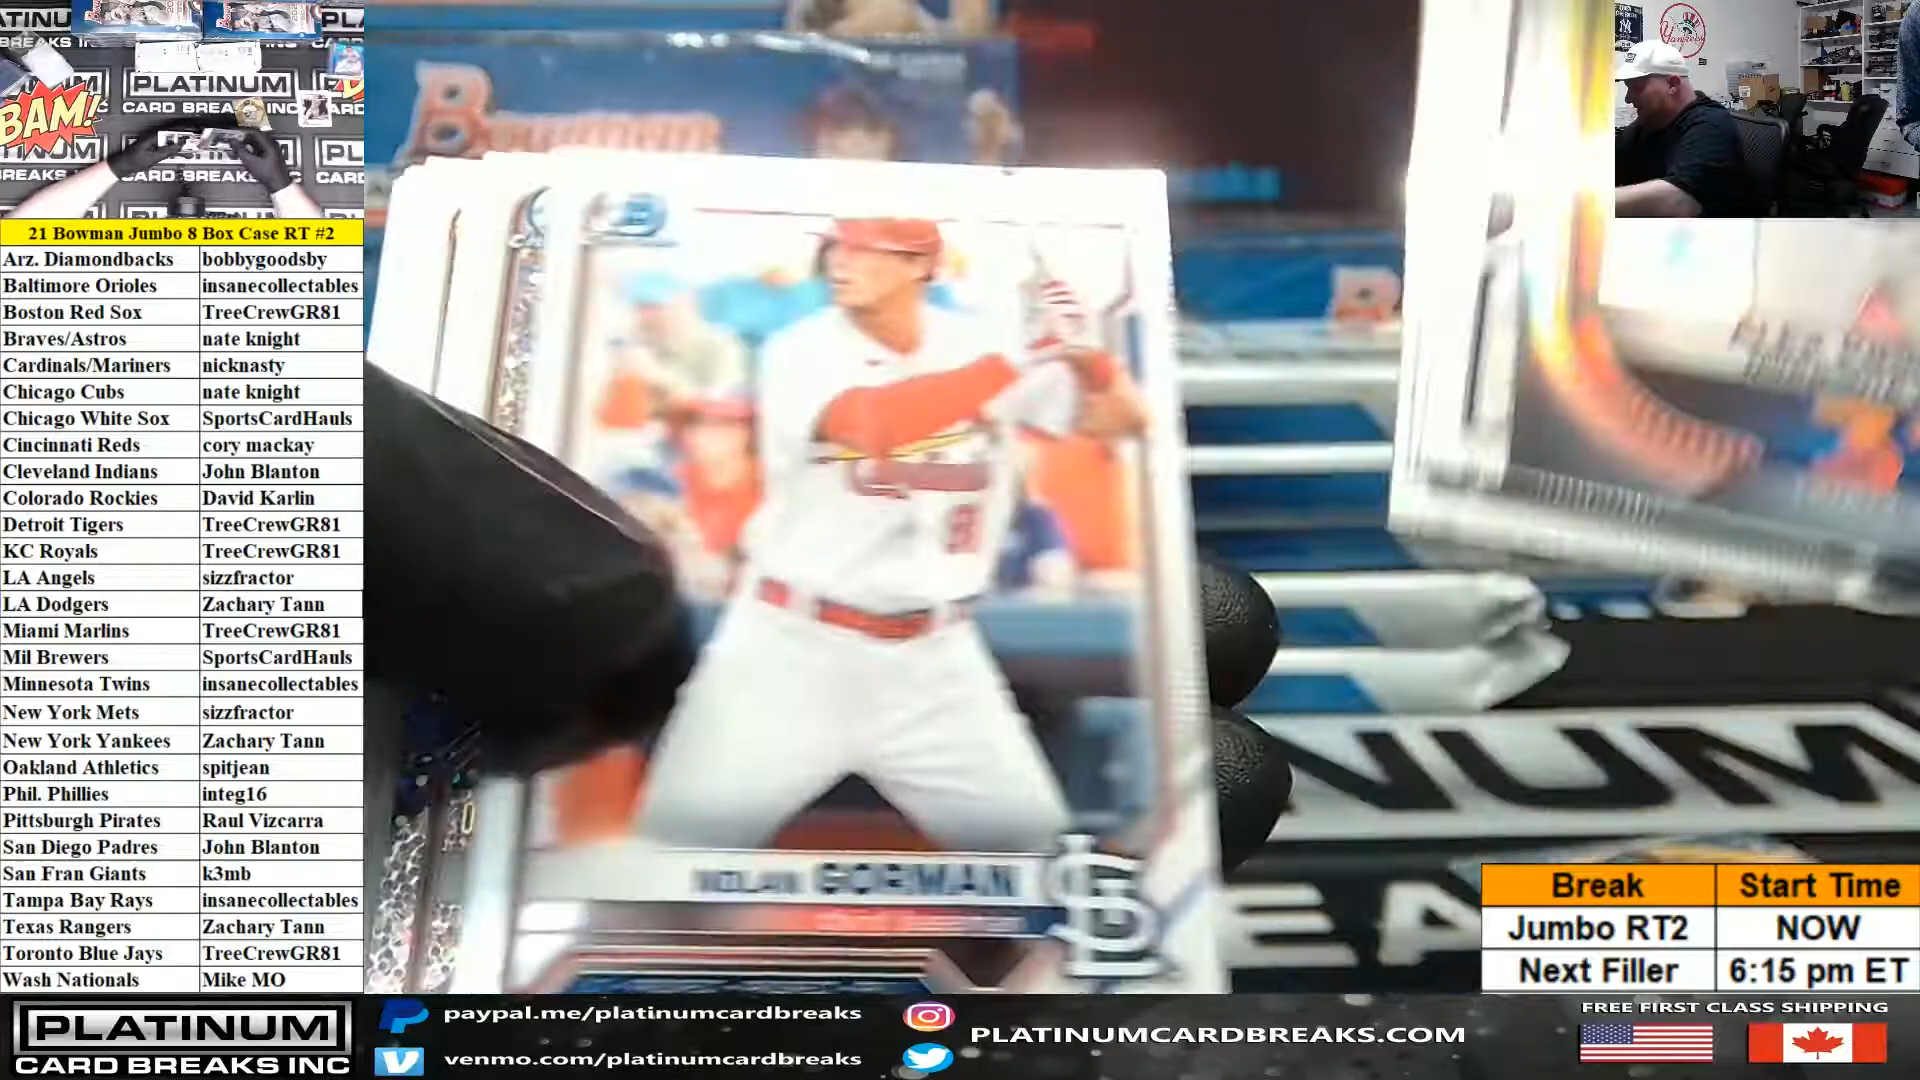 PLATINUM
CARD BREAKS INC
BAM!
Yankees
Bowman
21 Bowman Jumbo 8 Box Case RT #2
Arz. Diamondbacks bobbygoodsby
Baltimore Orioles insanecollectables
Boston Red Sox TreeCrewGR81
Braves/Astros nate knight
Cardinals/Mariners nicknasty
Chicago Cubs nate knight
Chicago White Sox SportsCardHauls
Cincinnati Reds cory mackay
Cleveland Indians John Blanton
Colorado Rockies David Karlin
Detroit Tigers TreeCrewGR81
KC Royals TreeCrewGR81
LA Angels sizzfractor
LA Dodgers Zachary Tann
Miami Marlins TreeCrewGR81
Mil Brewers SportsCardHauls
Minnesota Twins insanecollectables
New York Mets sizzfractor
New York Yankees Zachary Tann
Oakland Athletics spitjean
Phil. Phillies integ16
Pittsburgh Pirates Raul Vizcarra
San Diego Padres John Blanton
San Fran Giants k3mb
Tampa Bay Rays insanecollectables
Texas Rangers Zachary Tann
Toronto Blue Jays TreeCrewGR81
Wash Nationals Mike MO
NOLAN GORMAN
NUM
EA
Break Start Time
Jumbo RT2 NOW
Next Filler 6:15 pm ET
PLATINUM
CARD BREAKS INC
paypal.me/platinumcardbreaks
venmo.com/platinumcardbreaks
PLATINUMCARDBREAKS.COM
FREE FIRST CLASS SHIPPING